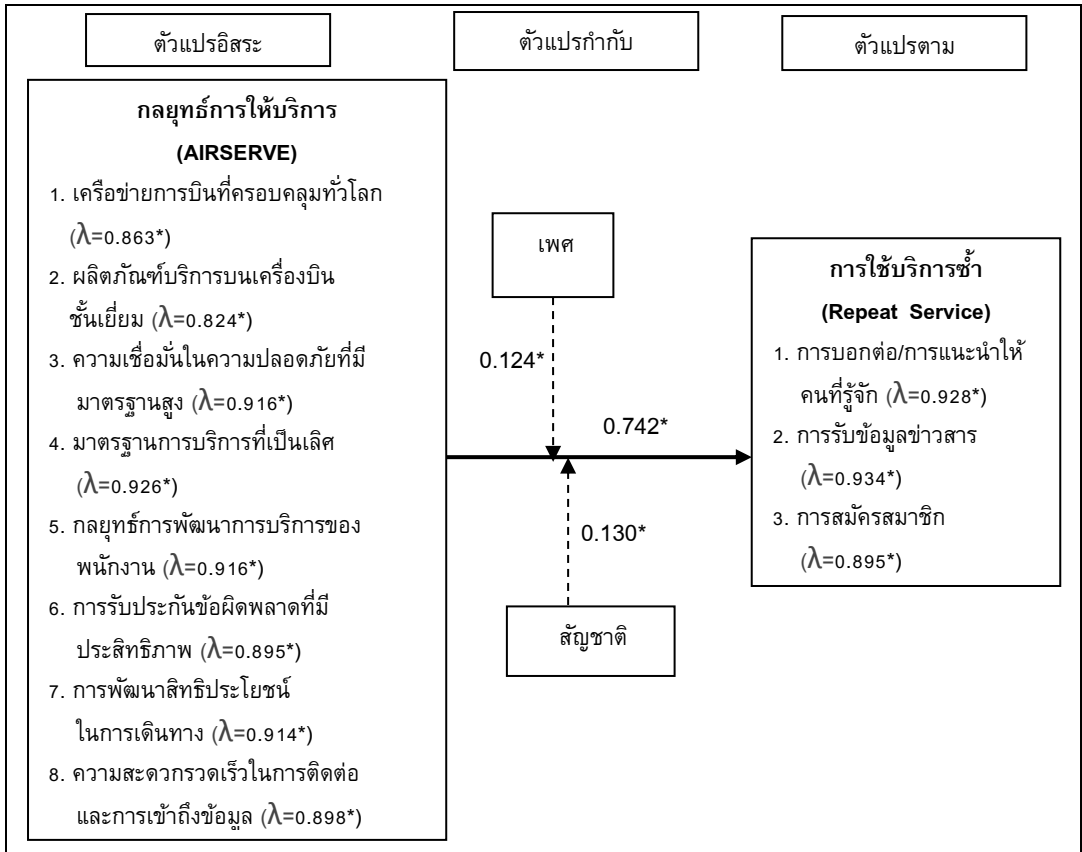 ตัวแปรอิสระ
ตัวแปรกำกับ
ตัวแปรตาม
กลยุทธ์การให้บริการ
(AIRSERVE)
1. เครือข่ายการบินที่ครอบคลุมทั่วโลก
(λ=0.863*)
2. ผลิตภัณฑ์บริการบนเครื่องบิน
ชั้นเยี่ยม (λ=0.824*)
3. ความเชื่อมั่นในความปลอดภัยที่มี
มาตรฐานสูง (λ=0.916*)
4. มาตรฐานการบริการที่เป็นเลิศ
(λ=0.926*)
5. กลยุทธ์การพัฒนาการบริการของ
พนักงาน (λ=0.916*)
6. การรับประกันข้อผิดพลาดที่มี
ประสิทธิภาพ (λ=0.895*)
7. การพัฒนาสิทธิประโยชน์
ในการเดินทาง (λ=0.914*)
8. ความสะดวกรวดเร็วในการติดต่อ
และการเข้าถึงข้อมูล (λ=0.898*)
เพศ
0.124*
0.742*
0.130*
สัญชาติ
การใช้บริการซ้ำ
(Repeat Service)
1. การบอกต่อ/การแนะนำให้
คนที่รู้จัก (λ=0.928*)
2. การรับข้อมูลข่าวสาร
(λ=0.934*)
3. การสมัครสมาชิก
(λ=0.895*)